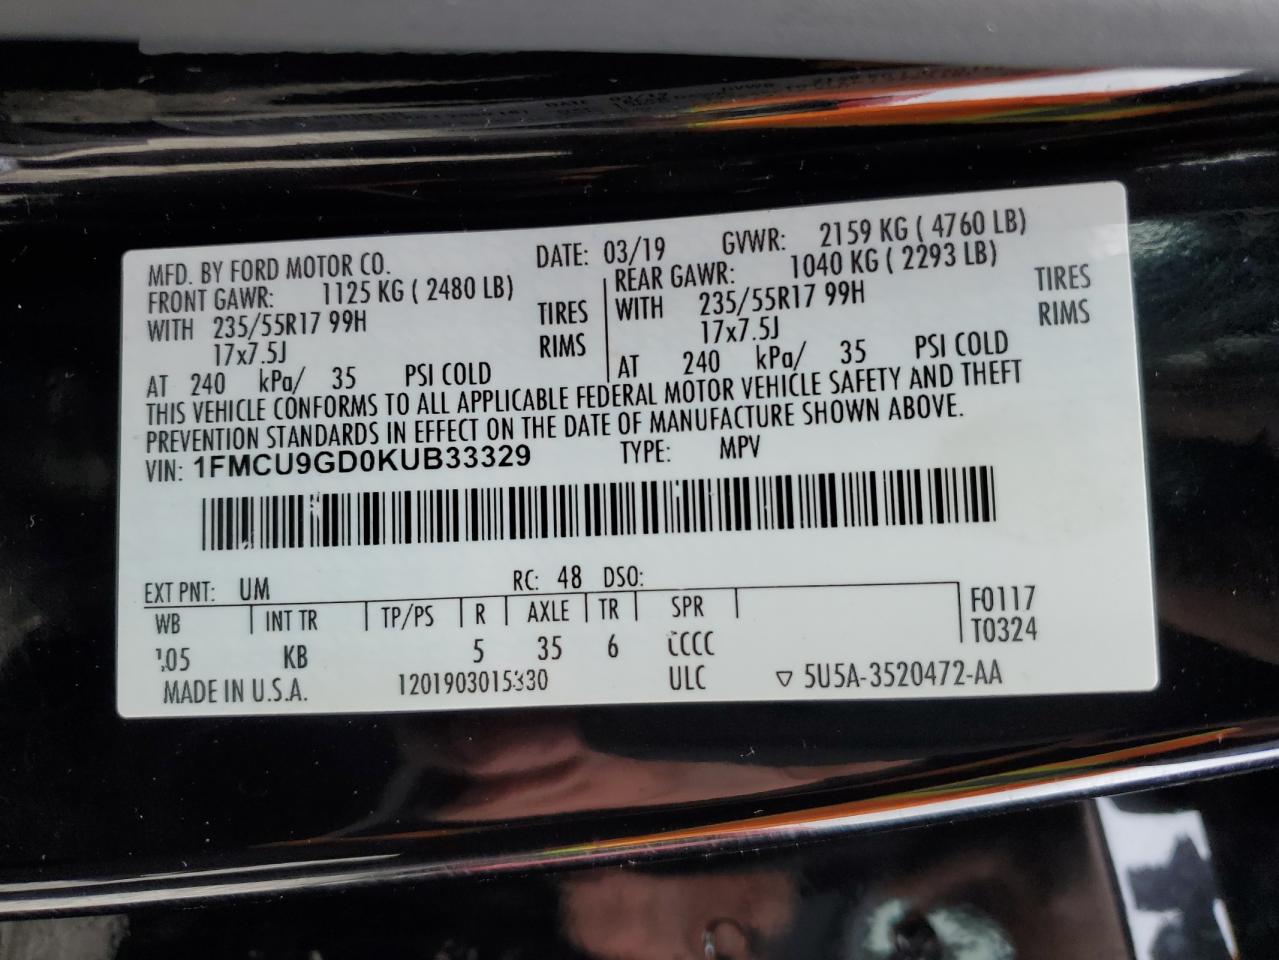 MFD. BY FORD MOTOR CO. DATE: 03/19 GVWR: 2159 KG ( 4760 LB)
FRONT GAWR: 1125 KG ( 2480 LB) REAR GAWR: 1040 KG ( 2293 LB)
WITH 235/55R17 99H TIRES WITH 235/55R17 99H TIRES
17x7.5J RIMS 17x7.5J RIMS
AT 240 kPa/ 35 PSI COLD AT 240 kPa/ 35 PSI COLD
THIS VEHICLE CONFORMS TO ALL APPLICABLE FEDERAL MOTOR VEHICLE SAFETY AND THEFT
PREVENTION STANDARDS IN EFFECT ON THE DATE OF MANUFACTURE SHOWN ABOVE.
VIN: 1FMCU9GD0KUB33329 TYPE: MPV
EXT PNT: UM RC: 48 DSO:
WB INT TR TP/PS R AXLE TR SPR F0117
105 KB 5 35 6 CCCC T0324
MADE IN U.S.A. ULC ▽ 5U5A-3520472-AA